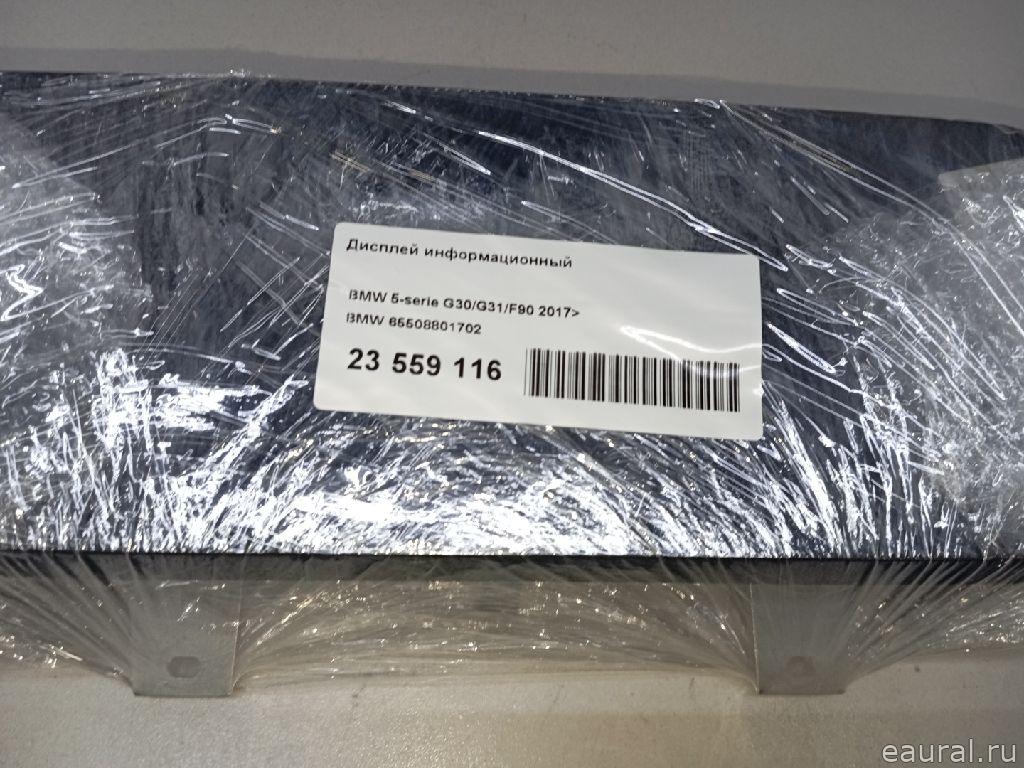 Дисплей информационный
BMW 5-serie G30/G31/F90 2017>
BMW 65508801702
23 559 116
eaural.ru